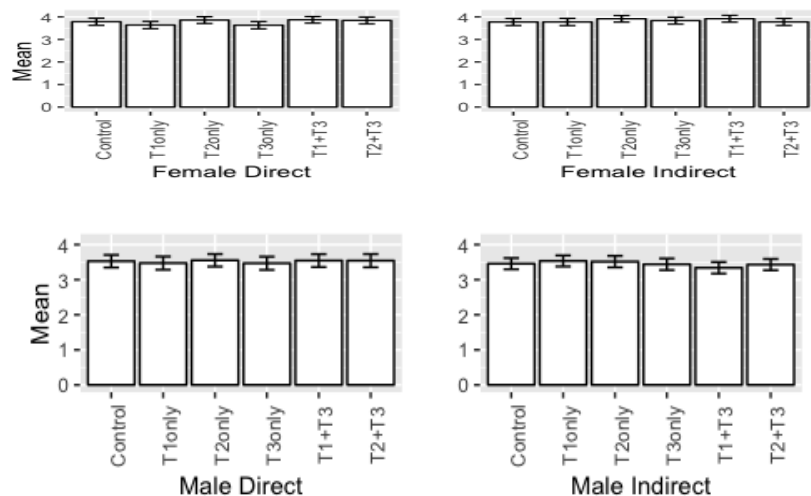 Mean
4
3
2
1
0
Control
T1only
T2only
T3only
T1+T3
T2+T3
Female Direct
4
3
2
1
0
Control
T1only
T2only
T3only
T1+T3
T2+T3
Female Indirect
Mean
4
3
2
1
0
Control
T1only
T2only
T3only
T1+T3
T2+T3
Male Direct
4
3
2
1
0
Control
T1only
T2only
T3only
T1+T3
T2+T3
Male Indirect